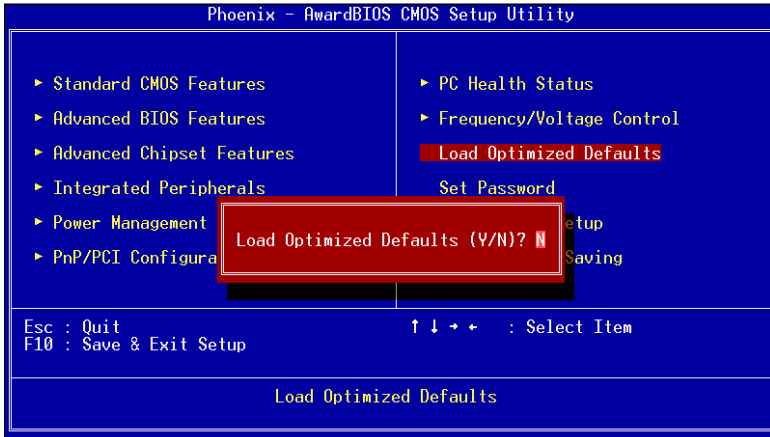 Phoenix - AwardBIOS CMOS Setup Utility
► Standard CMOS Features
► Advanced BIOS Features
► Advanced Chipset Features
► Integrated Peripherals
► Power Management
► PnP/PCI
► PC Health Status
► Frequency/Voltage Control
Load Optimized Defaults
Set Password
Saving
Load Optimized Defaults (Y/N)? N
Esc : Quit
F10 : Save & Exit Setup
↑ ↓ → ← : Select Item
Load Optimized Defaults